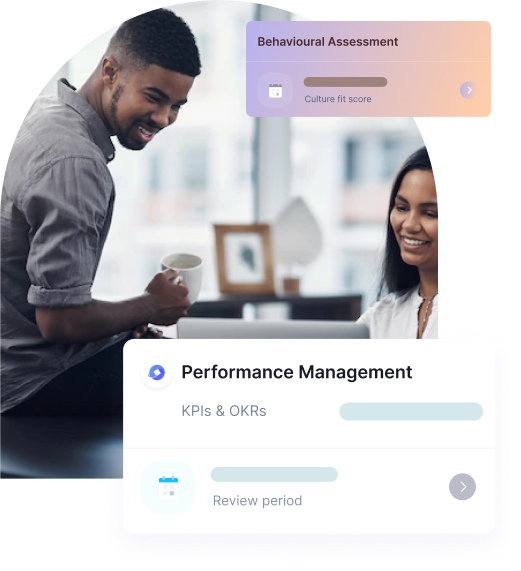 Behavioural Assessment
Culture fit score
Performance Management
KPIs & OKRs
Review period